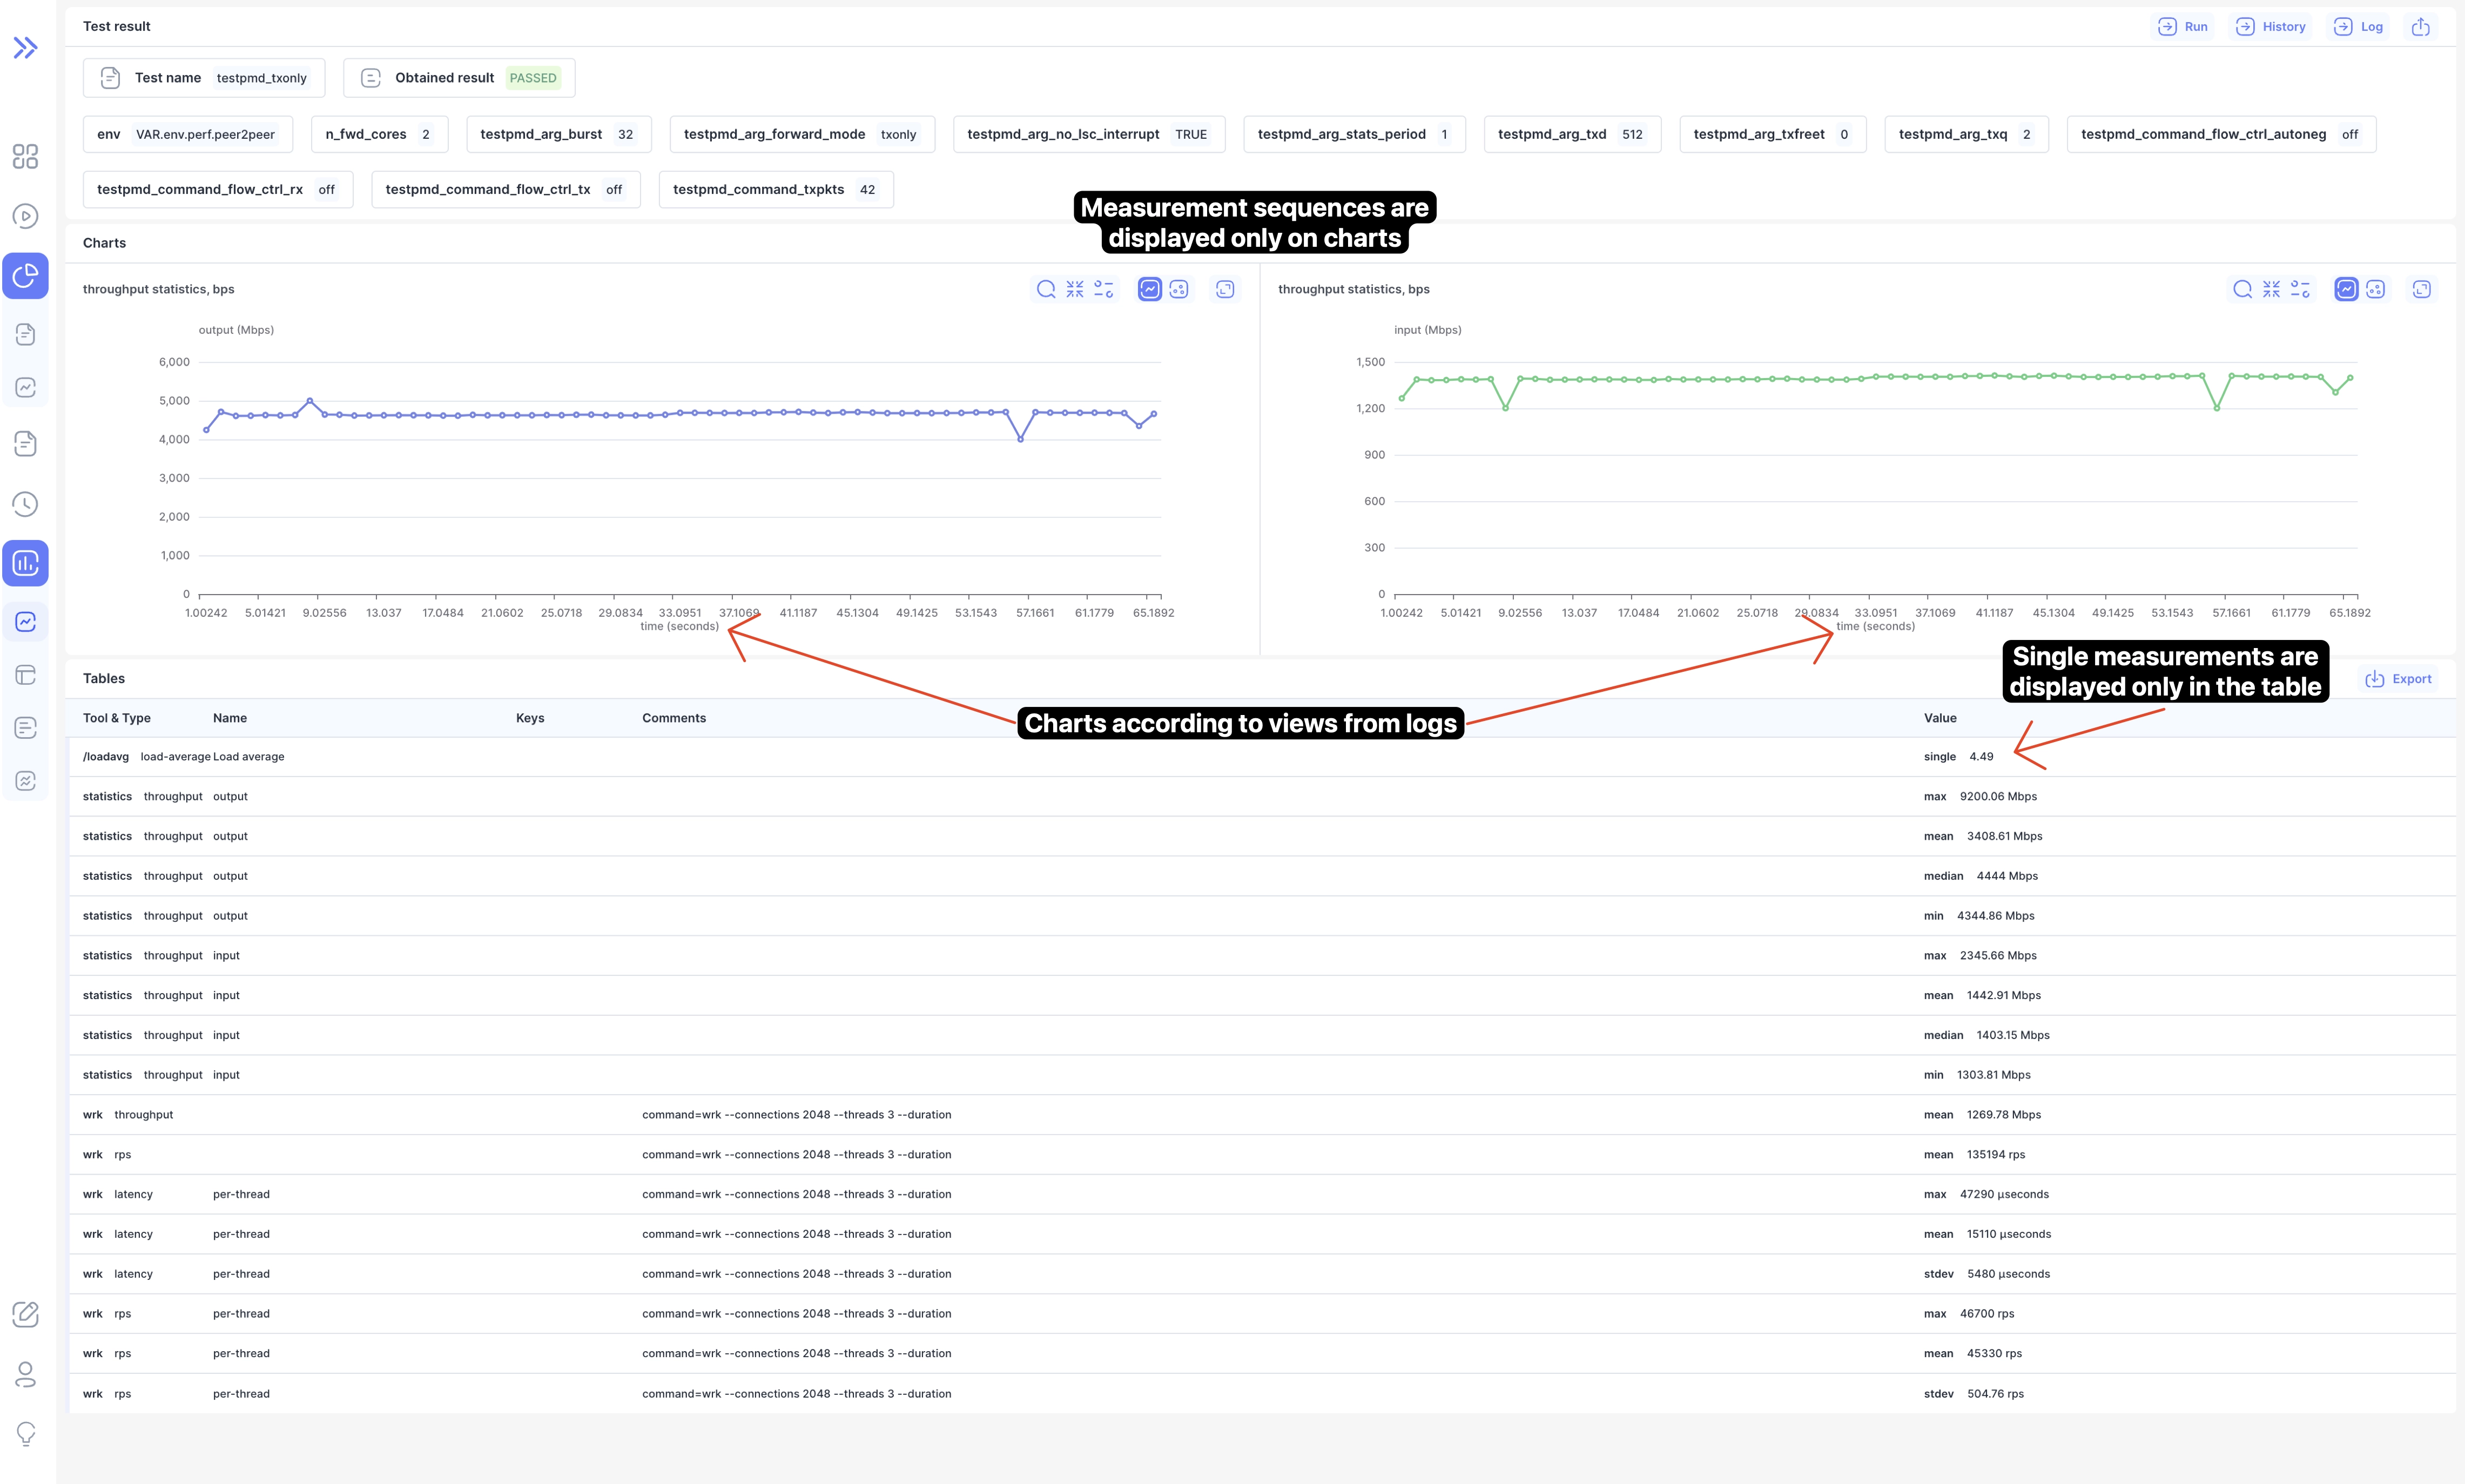 Test result
Run
History
Log
Test name testpmd_txonly
Obtained result PASSED
env VAR.env.perf.peer2peer
n_fwd_cores 2
testpmd_arg_burst 32
testpmd_arg_forward_mode txonly
testpmd_arg_no_lsc_interrupt TRUE
testpmd_arg_stats_period 1
testpmd_arg_txd 512
testpmd_arg_txfreet 0
testpmd_arg_txq 2
testpmd_command_flow_ctrl_autoneg off
testpmd_command_flow_ctrl_rx off
testpmd_command_flow_ctrl_tx off
testpmd_command_txpkts 42
Measurement sequences are
displayed only on charts
Charts
throughput statistics, bps
output (Mbps)
6,000
5,000
4,000
3,000
2,000
1,000
0
1.00242 5.01421 9.02556 13.037 17.0484 21.0602 25.0718 29.0834 33.0951 37.1069 41.1187 45.1304 49.1425 53.1543 57.1661 61.1779 65.1892
time (seconds)
throughput statistics, bps
input (Mbps)
1,500
1,200
900
600
300
0
1.00242 5.01421 9.02556 13.037 17.0484 21.0602 25.0718 29.0834 33.0951 37.1069 41.1187 45.1304 49.1425 53.1543 57.1661 61.1779 65.1892
time (seconds)
Single measurements are
displayed only in the table
Charts according to views from logs
Tables
Export
Tool & Type Name Keys Comments Value
/loadavg load-average Load average single 4.49
statistics throughput output max 9200.06 Mbps
statistics throughput output mean 3408.61 Mbps
statistics throughput output median 4444 Mbps
statistics throughput output min 4344.86 Mbps
statistics throughput input max 2345.66 Mbps
statistics throughput input mean 1442.91 Mbps
statistics throughput input median 1403.15 Mbps
statistics throughput input min 1303.81 Mbps
wrk throughput command=wrk --connections 2048 --threads 3 --duration mean 1269.78 Mbps
wrk rps command=wrk --connections 2048 --threads 3 --duration mean 135194 rps
wrk latency per-thread command=wrk --connections 2048 --threads 3 --duration max 47290 μseconds
wrk latency per-thread command=wrk --connections 2048 --threads 3 --duration mean 15110 μseconds
wrk latency per-thread command=wrk --connections 2048 --threads 3 --duration stdev 5480 μseconds
wrk rps per-thread command=wrk --connections 2048 --threads 3 --duration max 46700 rps
wrk rps per-thread command=wrk --connections 2048 --threads 3 --duration mean 45330 rps
wrk rps per-thread command=wrk --connections 2048 --threads 3 --duration stdev 504.76 rps